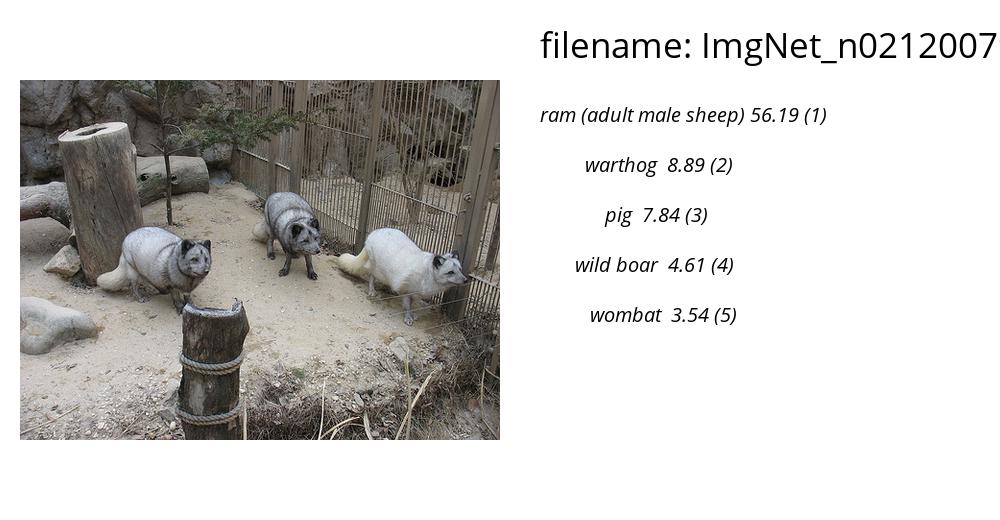 filename: ImgNet_n0212007
ram (adult male sheep) 56.19 (1)
warthog 8.89 (2)
pig 7.84 (3)
wild boar 4.61 (4)
wombat 3.54 (5)